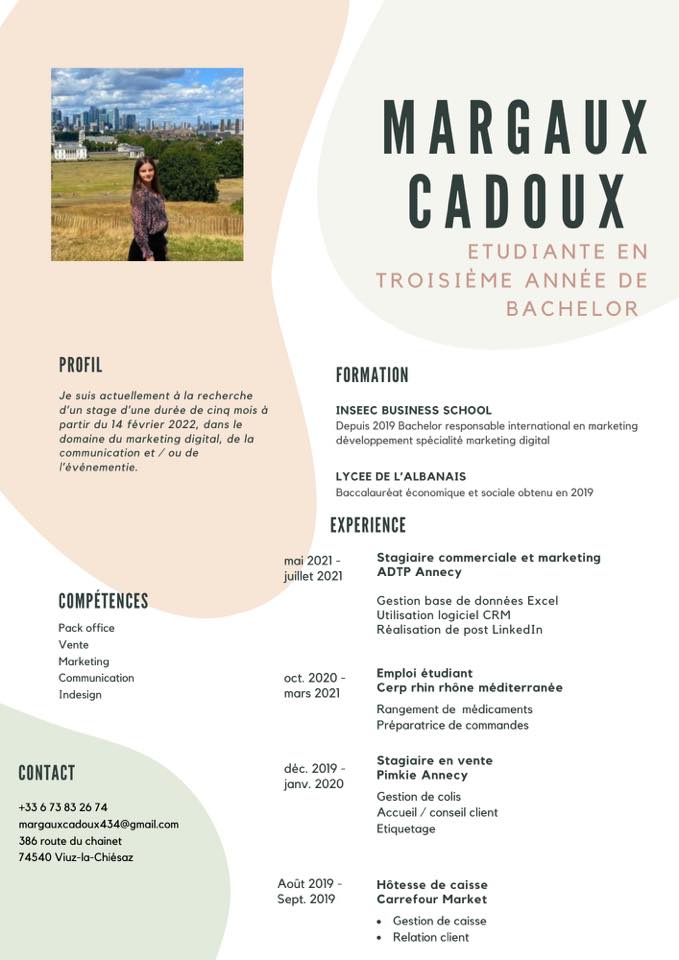 MARGAUX
CADOUX
ETUDIANTE EN
TROISIÈME ANNÉE DE
BACHELOR
PROFIL
Je suis actuellement à la recherche
d'un stage d'une durée de cinq mois à
partir du 14 février 2022, dans le
domaine du marketing digital, de la
communication et / ou de
l'événementie.
COMPÉTENCES
Pack office
Vente
Marketing
Communication
Indesign
CONTACT
+33 6 73 83 26 74
margauxcadoux434@gmail.com
386 route du chainet
74540 Viuz-la-Chiésaz
FORMATION
INSEEC BUSINESS SCHOOL
Depuis 2019 Bachelor responsable international en marketing
développement spécialité marketing digital
LYCEE DE L'ALBANAIS
Baccalauréat économique et sociale obtenu en 2019
EXPERIENCE
mai 2021 -
juillet 2021
Stagiaire commerciale et marketing
ADTP Annecy
Gestion base de données Excel
Utilisation logiciel CRM
Réalisation de post LinkedIn
oct. 2020 -
mars 2021
Emploi étudiant
Cerp rhin rhône méditerranée
Rangement de médicaments
Préparatrice de commandes
déc. 2019 -
janv. 2020
Stagiaire en vente
Pimkie Annecy
Gestion de colis
Accueil / conseil client
Etiquetage
Août 2019 -
Sept. 2019
Hôtesse de caisse
Carrefour Market
• Gestion de caisse
• Relation client